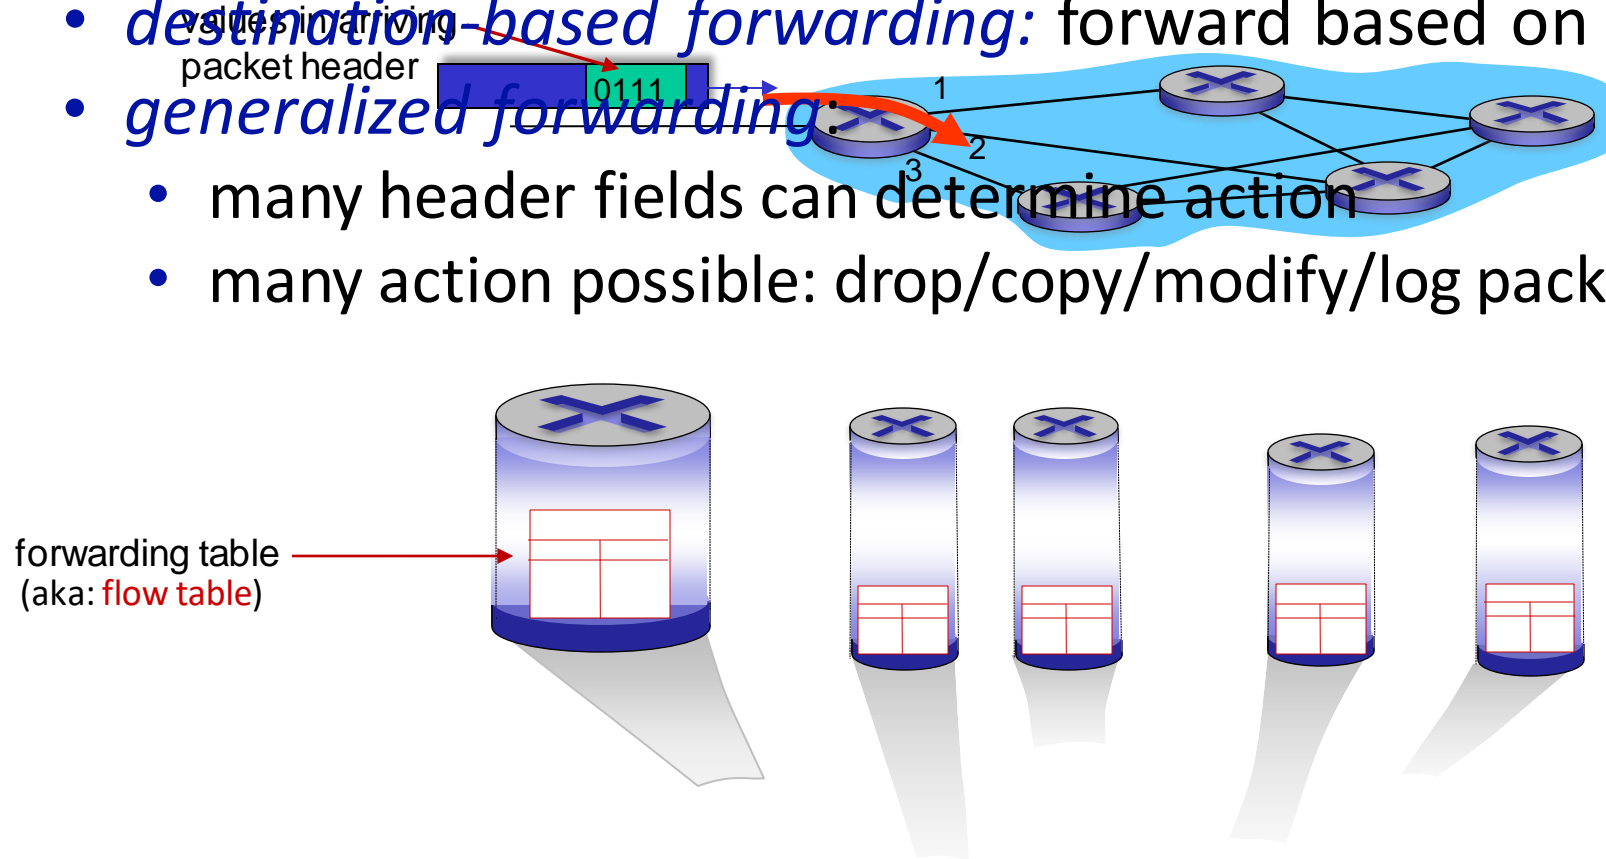 • destination-based forwarding: forward based on
values in arriving
packet header
0111
• generalized forwarding:
1
2
3
• many header fields can determine action
• many action possible: drop/copy/modify/log pack
forwarding table
(aka: flow table)